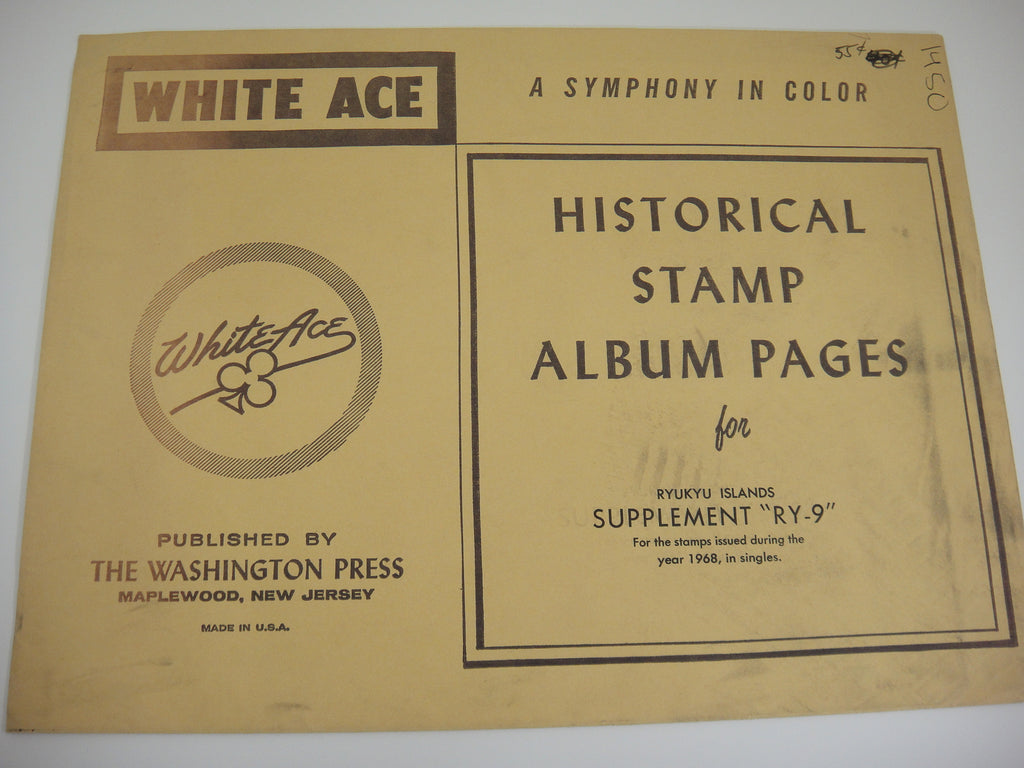 WHITE ACE
A SYMPHONY IN COLOR
55¢
1450
White-Ace
PUBLISHED BY
THE WASHINGTON PRESS
MAPLEWOOD, NEW JERSEY
MADE IN U.S.A.
HISTORICAL
STAMP
ALBUM PAGES
for
RYUKYU ISLANDS
SUPPLEMENT "RY-9"
For the stamps issued during the
year 1968, in singles.